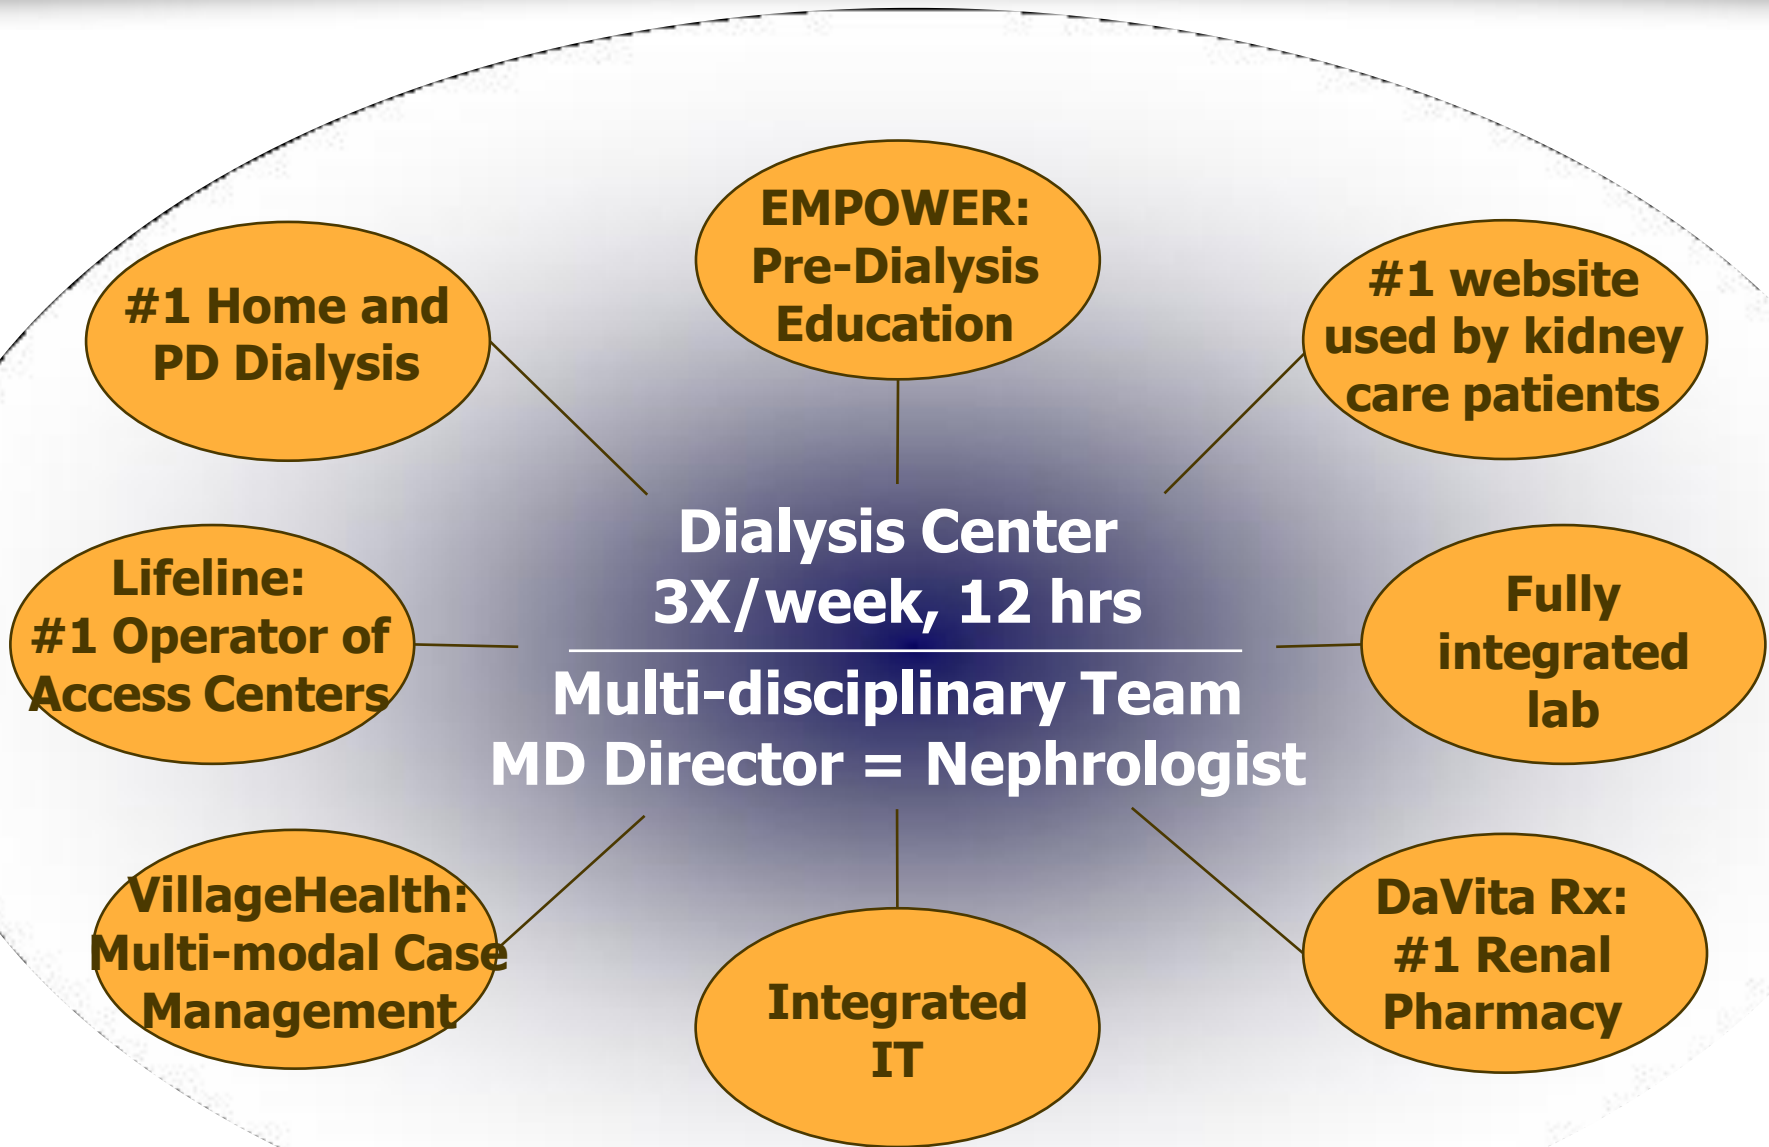 EMPOWER:
Pre-Dialysis
Education
#1 Home and
PD Dialysis
#1 website
used by kidney
care patients
Dialysis Center
3X/week, 12 hrs
Multi-disciplinary Team
MD Director = Nephrologist
Lifeline:
#1 Operator of
Access Centers
Fully
integrated
lab
VillageHealth:
Multi-modal Case
Management
Integrated
IT
DaVita Rx:
#1 Renal
Pharmacy